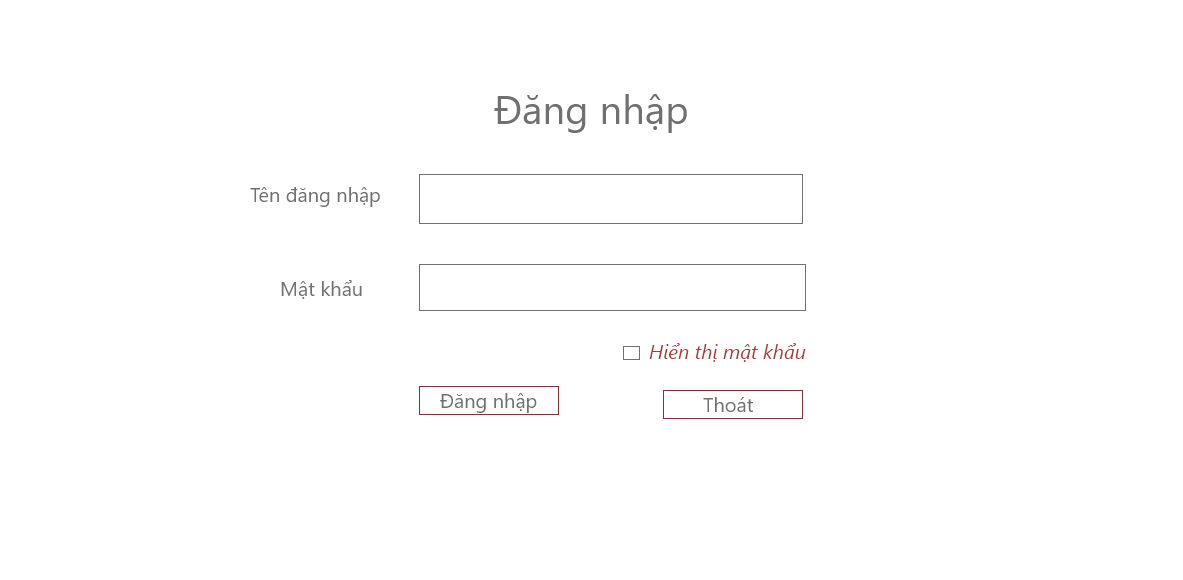 Đăng nhập
Tên đăng nhập
Mật khẩu
Hiển thị mật khẩu
Đăng nhập
Thoát